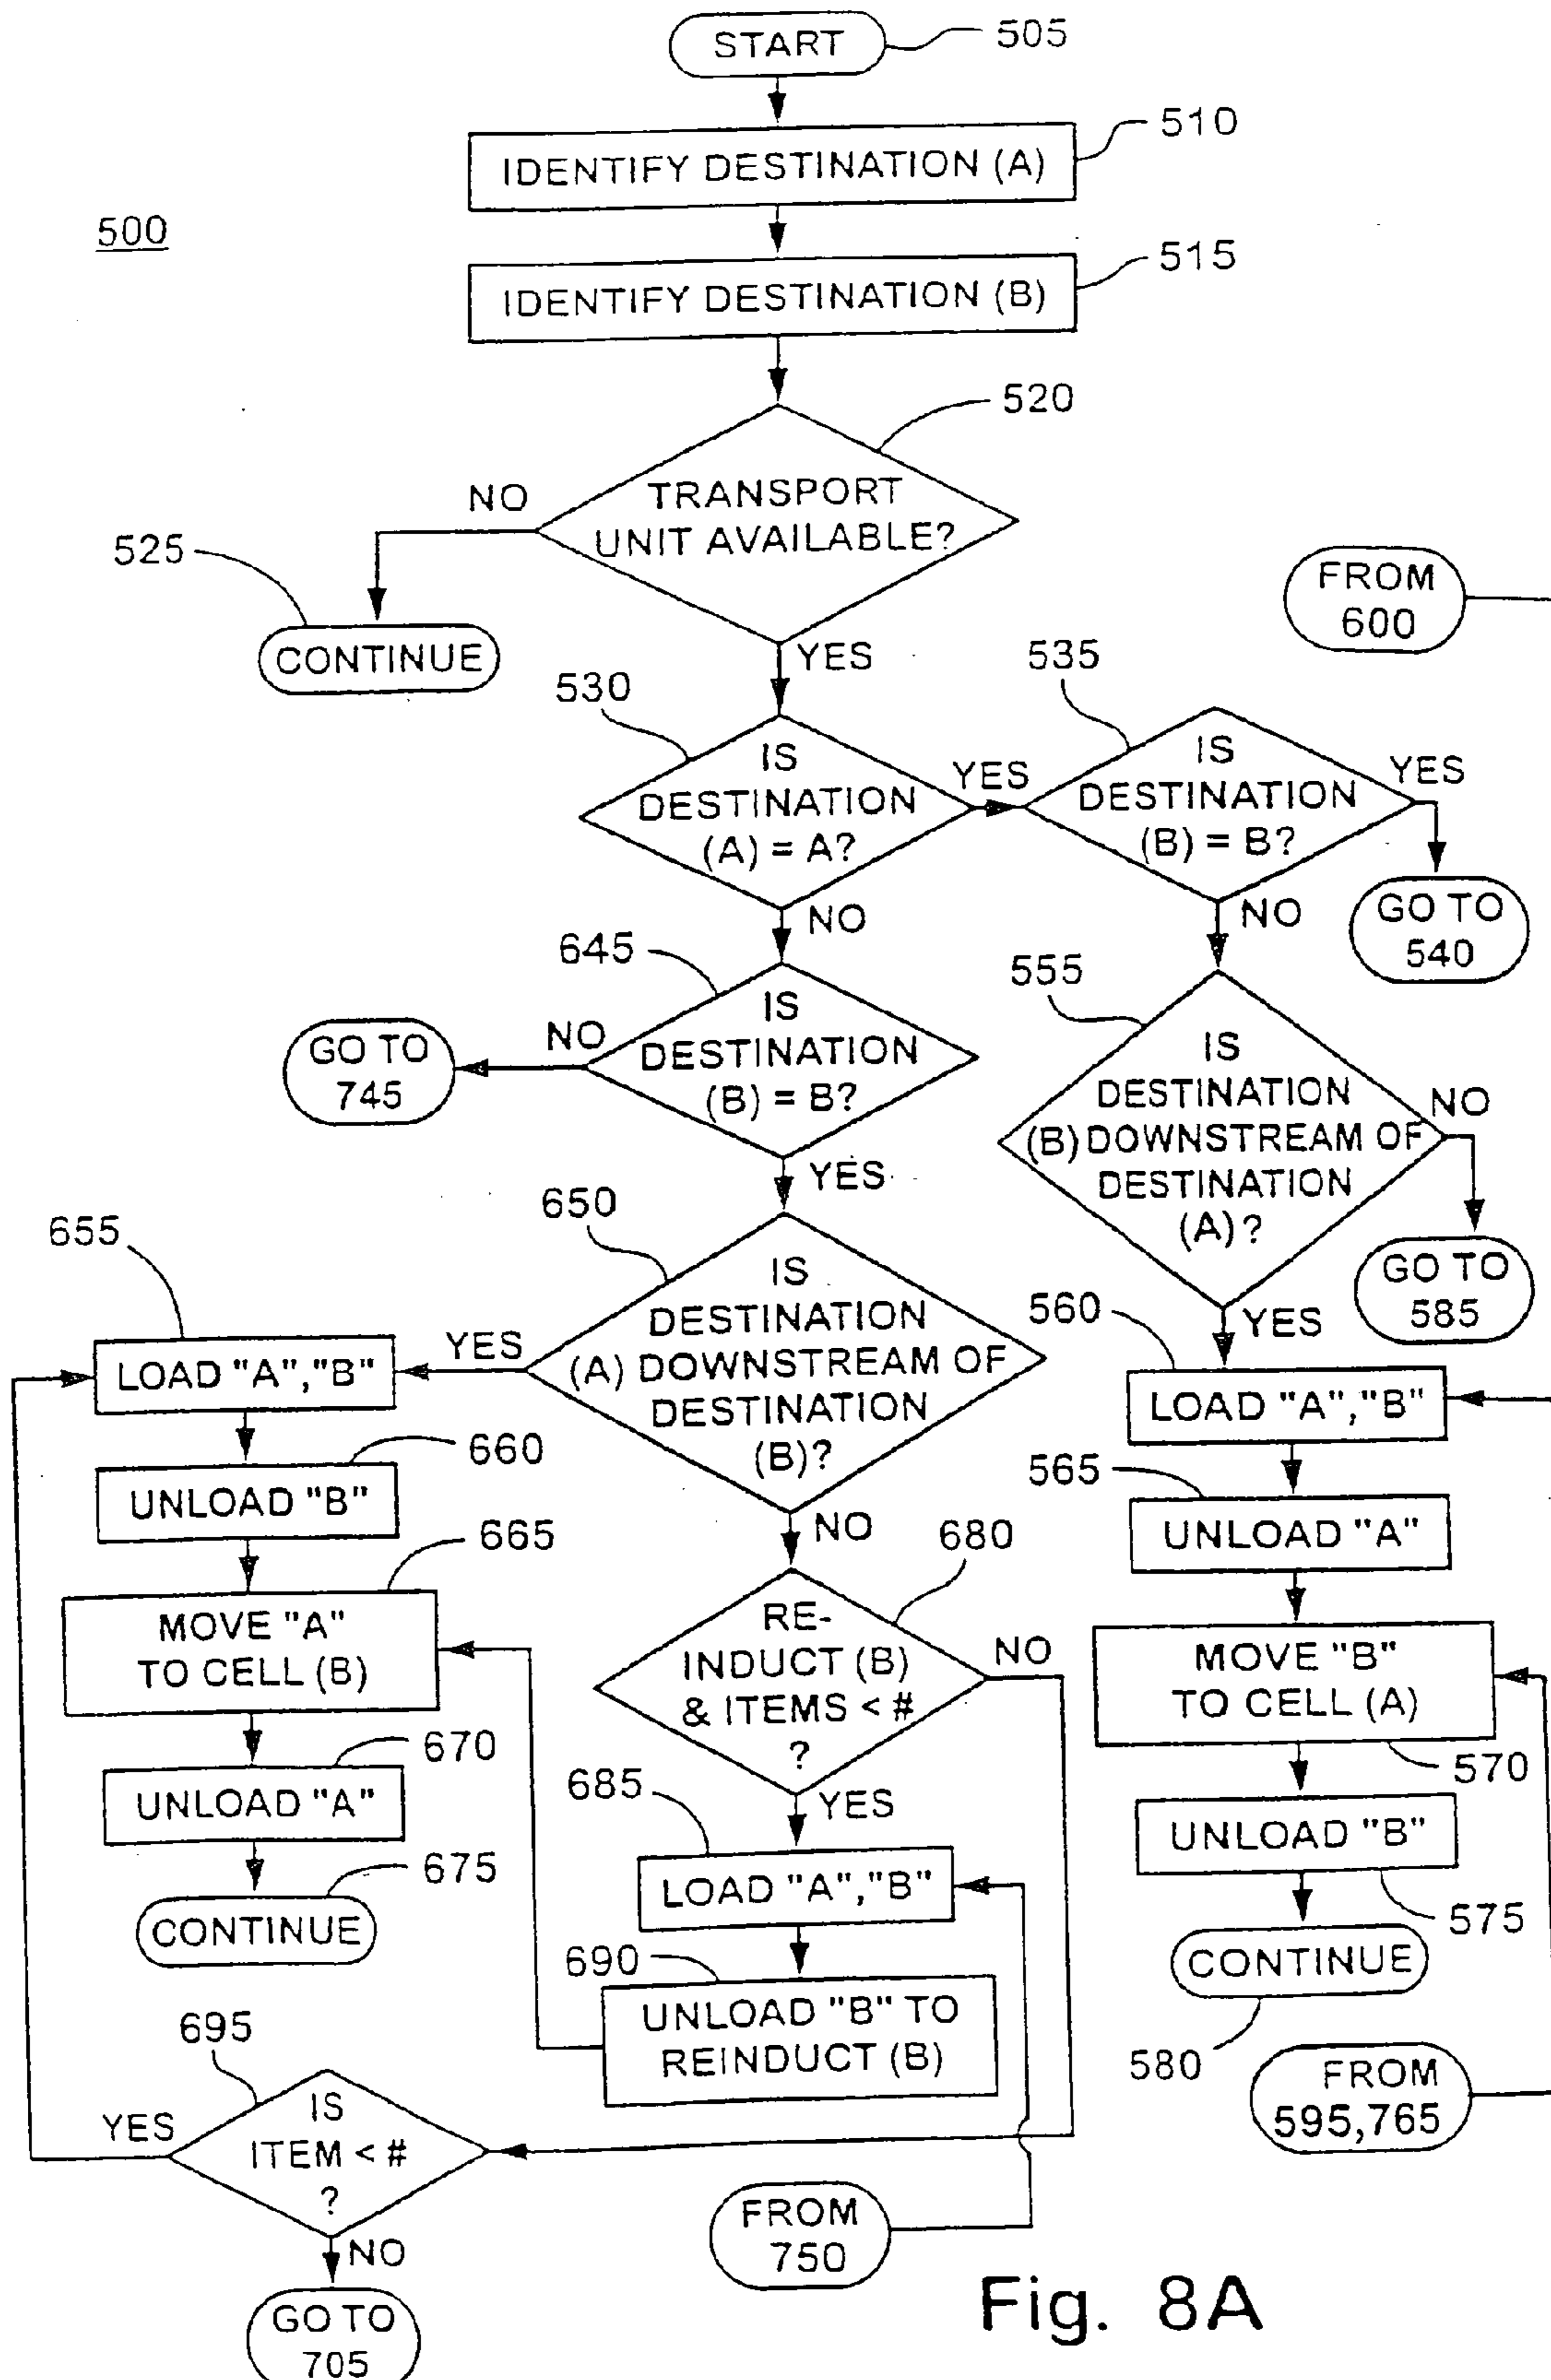 START
505
IDENTIFY DESTINATION (A)
510
500
IDENTIFY DESTINATION (B)
515
520
TRANSPORT
UNIT AVAILABLE?
NO
525
CONTINUE
YES
FROM
600
530
IS
DESTINATION
(A) = A?
YES
535
IS
DESTINATION
(B) = B?
YES
GO TO
540
NO
NO
645
IS
DESTINATION
(B) = B?
NO
GO TO
745
YES
555
IS
DESTINATION
(B) DOWNSTREAM OF
DESTINATION
(A)?
NO
GO TO
585
YES
650
IS
DESTINATION
(A) DOWNSTREAM OF
DESTINATION
(B)?
YES
NO
655
LOAD "A","B"
660
UNLOAD "B"
665
MOVE "A"
TO CELL (B)
670
UNLOAD "A"
675
CONTINUE
680
RE-
INDUCT (B)
& ITEMS < #
?
NO
YES
685
LOAD "A","B"
690
UNLOAD "B" TO
REINDUCT (B)
560
LOAD "A","B"
565
UNLOAD "A"
MOVE "B"
TO CELL (A)
570
UNLOAD "B"
575
CONTINUE
580
FROM
595,765
695
IS
ITEM < #
?
YES
NO
GO TO
705
FROM
750
Fig. 8A